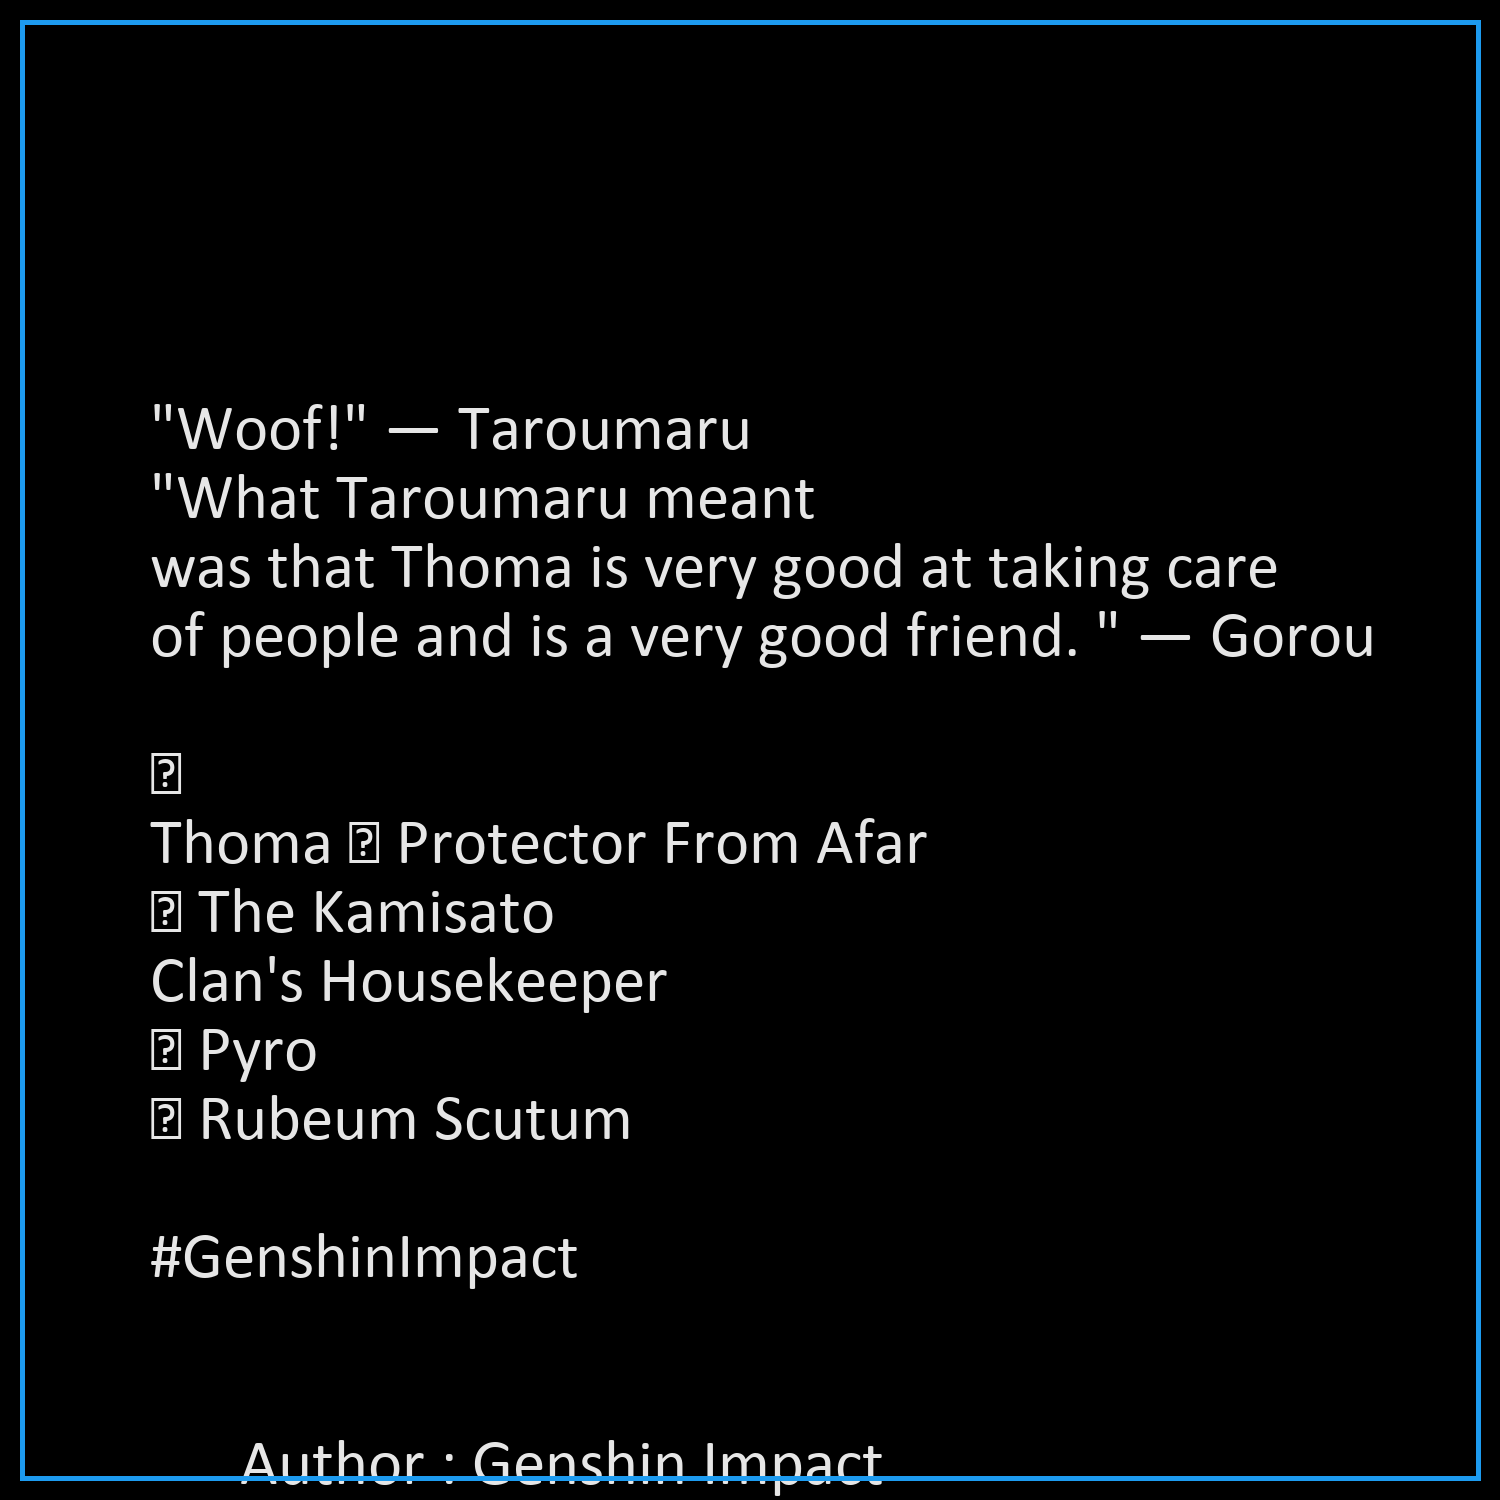 "Woof!" — Taroumaru
"What Taroumaru meant
was that Thoma is very good at taking care
of people and is a very good friend. " — Gorou
⍰
Thoma ⍰ Protector From Afar
⍰ The Kamisato
Clan's Housekeeper
⍰ Pyro
⍰ Rubeum Scutum
#GenshinImpact
Author : Genshin Impact